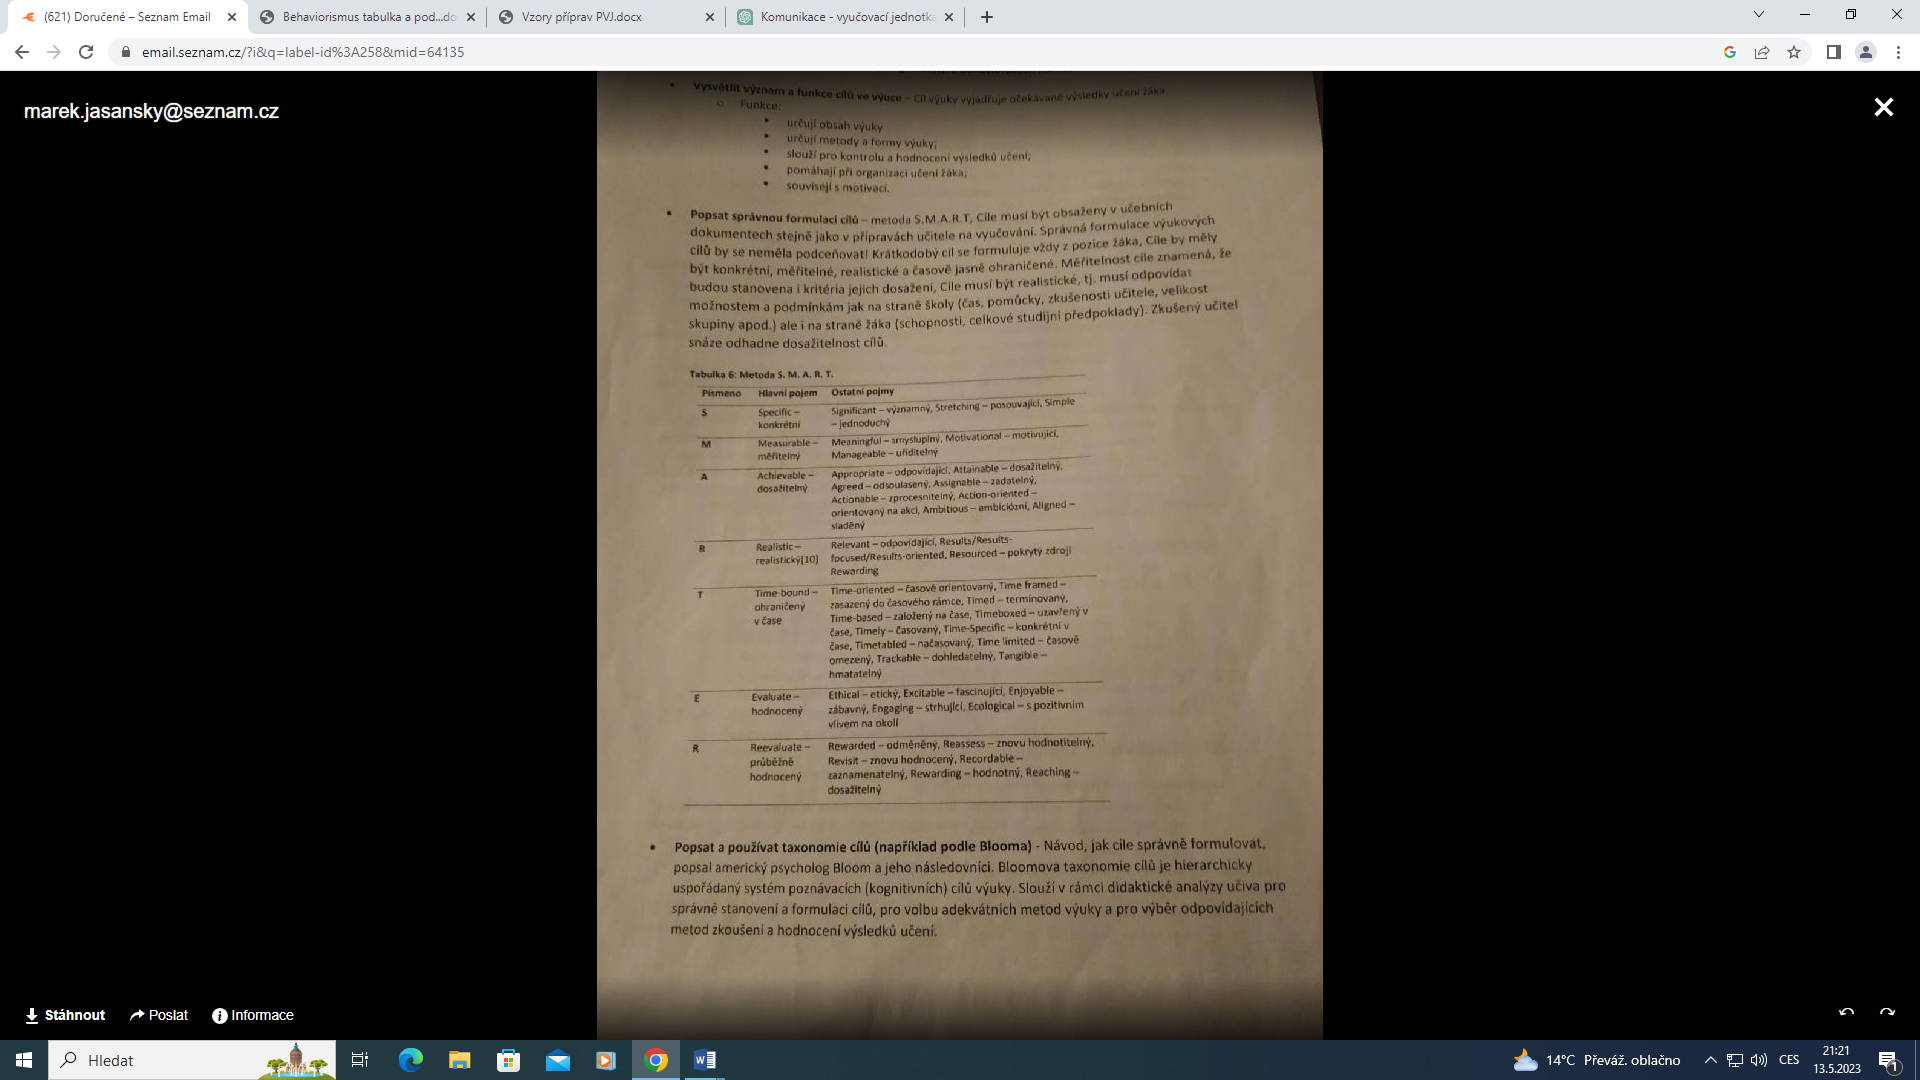 (621) Doručené – Seznam Email
Behaviorismus tabulka a pod...do
Vzory příprav PVJ.docx
Komunikace - vyučovací jednotka
email.seznam.cz/?i&q=label-id%3A258&mid=64135
marek.jasansky@seznam.cz
• Vysvětlit význam a funkce cílů ve výuce – Cíl výuky vyjadřuje očekávané výsledky učení žáka
o Funkce:
▪ určují obsah výuky
▪ určují metody a formy výuky;
▪ slouží pro kontrolu a hodnocení výsledků učení;
▪ pomáhají při organizaci učení žáka;
▪ souvisejí s motivací.
• Popsat správnou formulaci cílů – metoda S.M.A.R.T, Cíle musí být obsaženy v učebních
dokumentech stejně jako v přípravách učitele na vyučování. Správná formulace výukových
cílů by se neměla podceňovat! Krátkodobý cíl se formuluje vždy z pozice žáka, Cíle by měly
být konkrétní, měřitelné, realistické a časově jasně ohraničené. Měřitelnost cíle znamená, že
budou stanovena i kritéria jejich dosažení, Cíle musí být realistické, tj. musí odpovídat
možnostem a podmínkám jak na straně školy (čas, pomůcky, zkušenosti učitele, velikost
skupiny apod.) ale i na straně žáka (schopnosti, celkové studijní předpoklady). Zkušený učitel
snáze odhadne dosažitelnost cílů.
Tabulka 6: Metoda S. M. A. R. T.
Písmeno Hlavní pojem Ostatní pojmy
S Specific – Significant – významný, Stretching – posouvající, Simple
konkrétní – jednoduchý
M Measurable – Meaningful – smysluplný, Motivational – motivující,
měřitelný Manageable – uřiditelný
A Achievable – Appropriate – odpovídající, Attainable – dosažitelný,
dosažitelný Agreed – odsoulasený, Assignable – zadatelný,
Actionable – zprocesnitelný, Action-oriented –
orientovaný na akci, Ambitious – ambiciózní, Aligned –
sladěný
R Realistic – Relevant – odpovídající, Results/Results-
realistický[10] focused/Results-oriented, Resourced – pokrytý zdroji
Rewarding
T Time-bound – Time-oriented – časově orientovaný, Time framed –
ohraničený zasazený do časového rámce, Timed – termínovaný,
v čase Time-based – založený na čase, Timeboxed – uzavřený v
čase, Timely – časovaný, Time-Specific – konkrétní v
čase, Timetabled – načasovaný, Time limited – časově
omezený, Trackable – dohledatelný, Tangible –
hmatatelný
E Evaluate – Ethical – etický, Excitable – fascinující, Enjoyable –
hodnocený zábavný, Engaging – strhující, Ecological – s pozitivním
vlivem na okolí
R Reevaluate – Rewarded – odměněný, Reassess – znovu hodnotitelný,
průběžně Revisit – znovu hodnocený, Recordable –
hodnocený zaznamenatelný, Rewarding – hodnotný, Reaching –
dosažitelný
• Popsat a používat taxonomie cílů (například podle Blooma) - Návod, jak cíle správně formulovat,
popsal americký psycholog Bloom a jeho následovníci. Bloomova taxonomie cílů je hierarchicky
uspořádaný systém poznávacích (kognitivních) cílů výuky. Slouží v rámci didaktické analýzy učiva pro
správné stanovení a formulaci cílů, pro volbu adekvátních metod výuky a pro výběr odpovídajících
metod zkoušení a hodnocení výsledků učení.
Stáhnout Poslat Informace
Hledat
14°C Převáž. oblačno
CES
21:21
13.5.2023
1